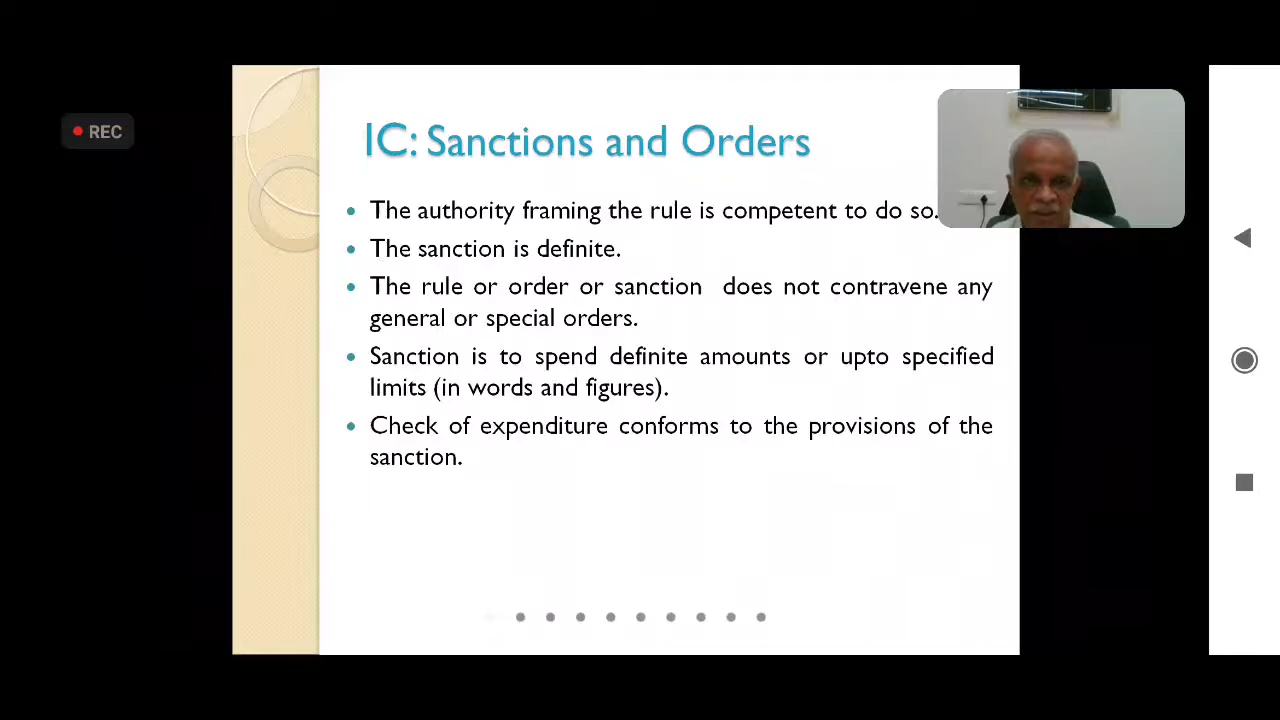 REC
IC: Sanctions and Orders
• The authority framing the rule is competent to do so.
• The sanction is definite.
• The rule or order or sanction does not contravene any
general or special orders.
• Sanction is to spend definite amounts or upto specified
limits (in words and figures).
• Check of expenditure conforms to the provisions of the
sanction.